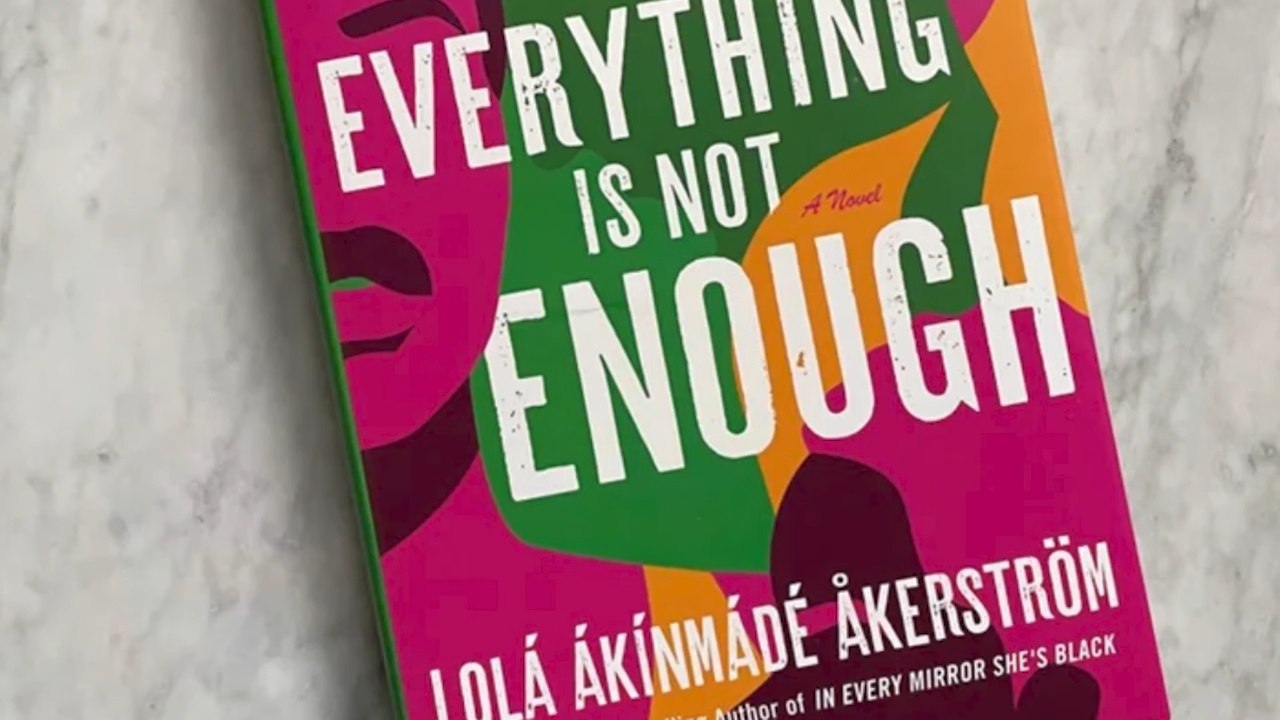 EVERYTHING
IS NOT
A Novel
ENOUGH
LOLÁ ÁKÍNMÁDÉ ÅKERSTRÖM
Author of IN EVERY MIRROR SHE'S BLACK